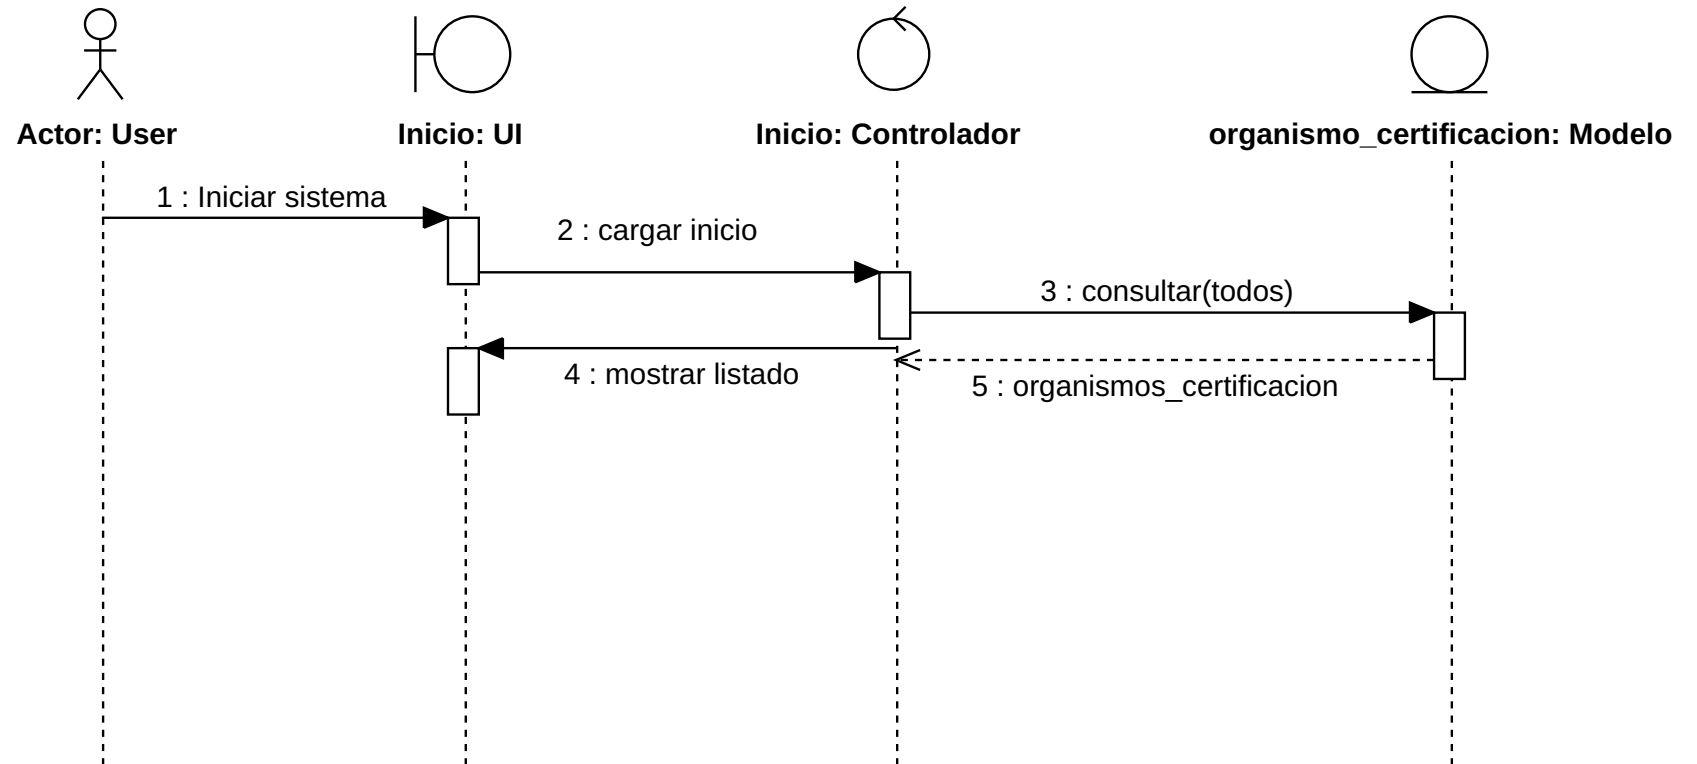 Actor: User
Inicio: UI
Inicio: Controlador
organismo_certificacion: Modelo
1 : Iniciar sistema
2 : cargar inicio
3 : consultar(todos)
4 : mostrar listado
5 : organismos_certificacion